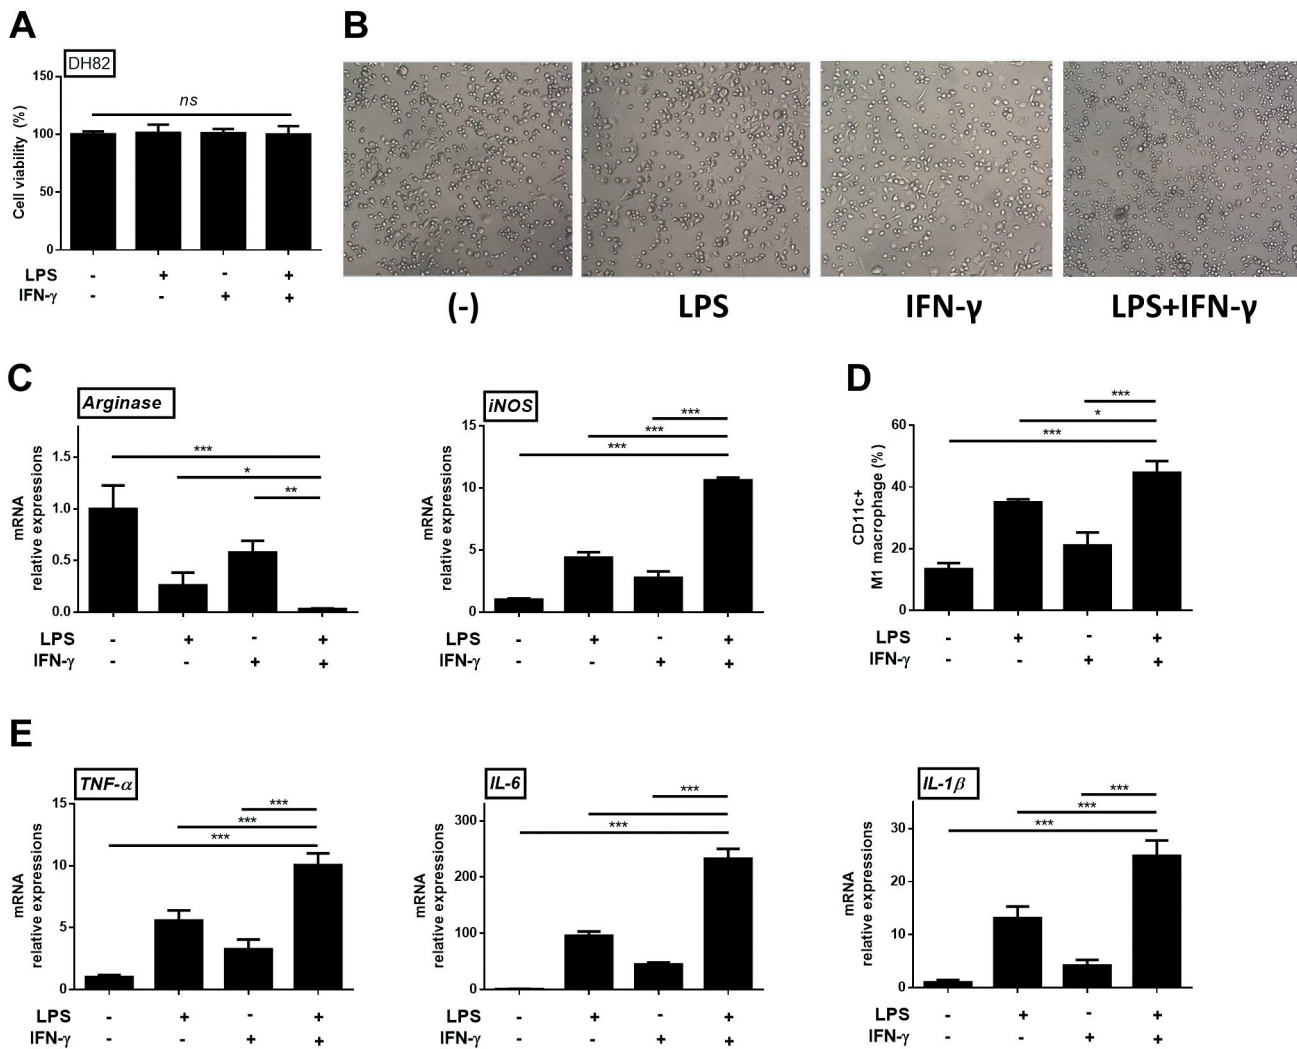 A
DH82
Cell viability (%)
150
100
50
0
ns
LPS - + - +
IFN-γ - - + +
B
(-) LPS IFN-γ LPS+IFN-γ
C
Arginase
mRNA
relative expressions
1.5
1.0
0.5
0.0
***
*
**
LPS - + - +
IFN-γ - - + +
iNOS
mRNA
relative expressions
15
10
5
0
***
***
***
LPS - + - +
IFN-γ - - + +
D
CD11c+
M1 macrophage (%)
60
40
20
0
***
*
***
LPS - + - +
IFN-γ - - + +
E
TNF-α
mRNA
relative expressions
15
10
5
0
***
***
***
LPS - + - +
IFN-γ - - + +
IL-6
mRNA
relative expressions
300
200
100
0
***
***
LPS - + - +
IFN-γ - - + +
IL-1β
mRNA
relative expressions
30
20
10
0
***
***
***
LPS - + - +
IFN-γ - - + +